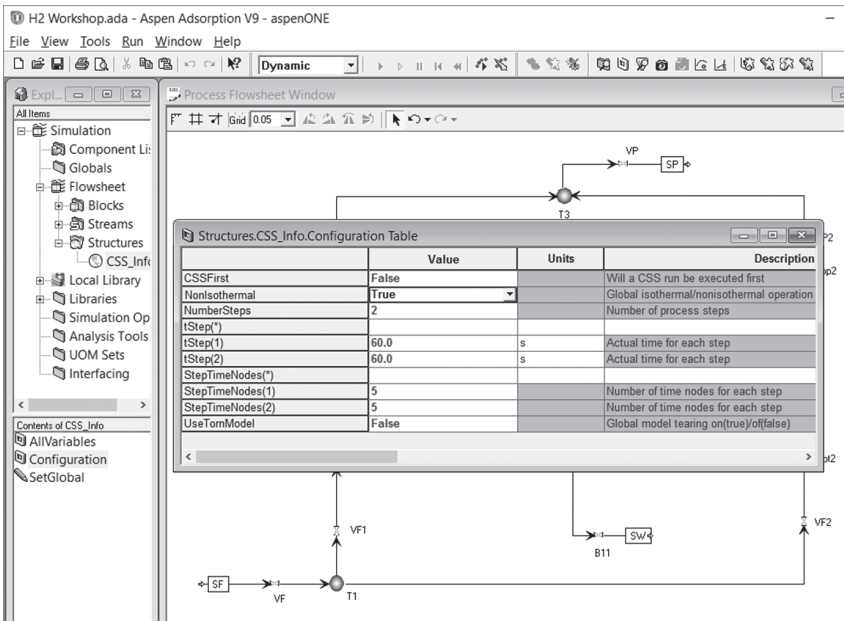 H2 Workshop.ada - Aspen Adsorption V9 - aspenONE
File View Tools Run Window Help
Dynamic
Expl...
Process Flowsheet Window
All Items
Grid 0.05
Simulation
Component Li
Globals
Flowsheet
Blocks
Streams
Structures
CSS_Info
Local Library
Libraries
Simulation Op
Analysis Tools
UOM Sets
Interfacing
Contents of CSS_Info
AllVariables
Configuration
SetGlobal
VP
SP
T3
P2
op2
Structures.CSS_Info.Configuration Table
Value Units Description
CSSFirst False Will a CSS run be executed first
NonIsothermal True Global isothermal/nonisothermal operation
NumberSteps 2 Number of process steps
tStep(*)
tStep(1) 60.0 s Actual time for each step
tStep(2) 60.0 s Actual time for each step
StepTimeNodes(*)
StepTimeNodes(1) 5 Number of time nodes for each step
StepTimeNodes(2) 5 Number of time nodes for each step
UseTornModel False Global model tearing on(true)/of(false)
ot2
VF1
SW
B11
VF2
SF
VF
T1